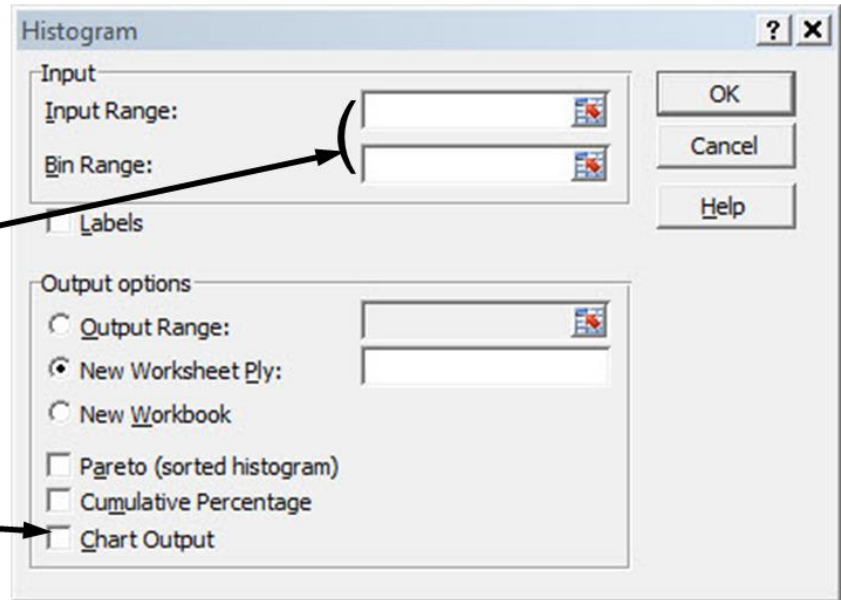 Histogram
Input
Input Range:
Bin Range:
Labels
OK
Cancel
Help
Output options
Output Range:
New Worksheet Ply:
New Workbook
Pareto (sorted histogram)
Cumulative Percentage
Chart Output